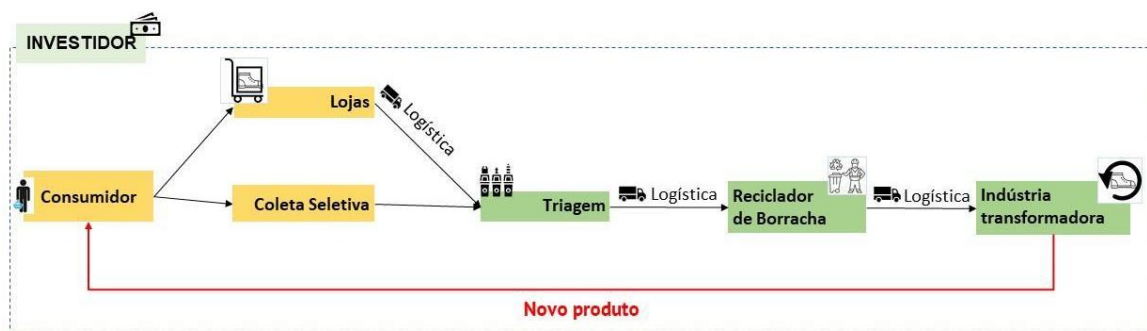 INVESTIDOR
Lojas
Logística
Consumidor
Coleta Seletiva
Triagem
Logística
Reciclador
de Borracha
Logística
Indústria
transformadora
Novo produto